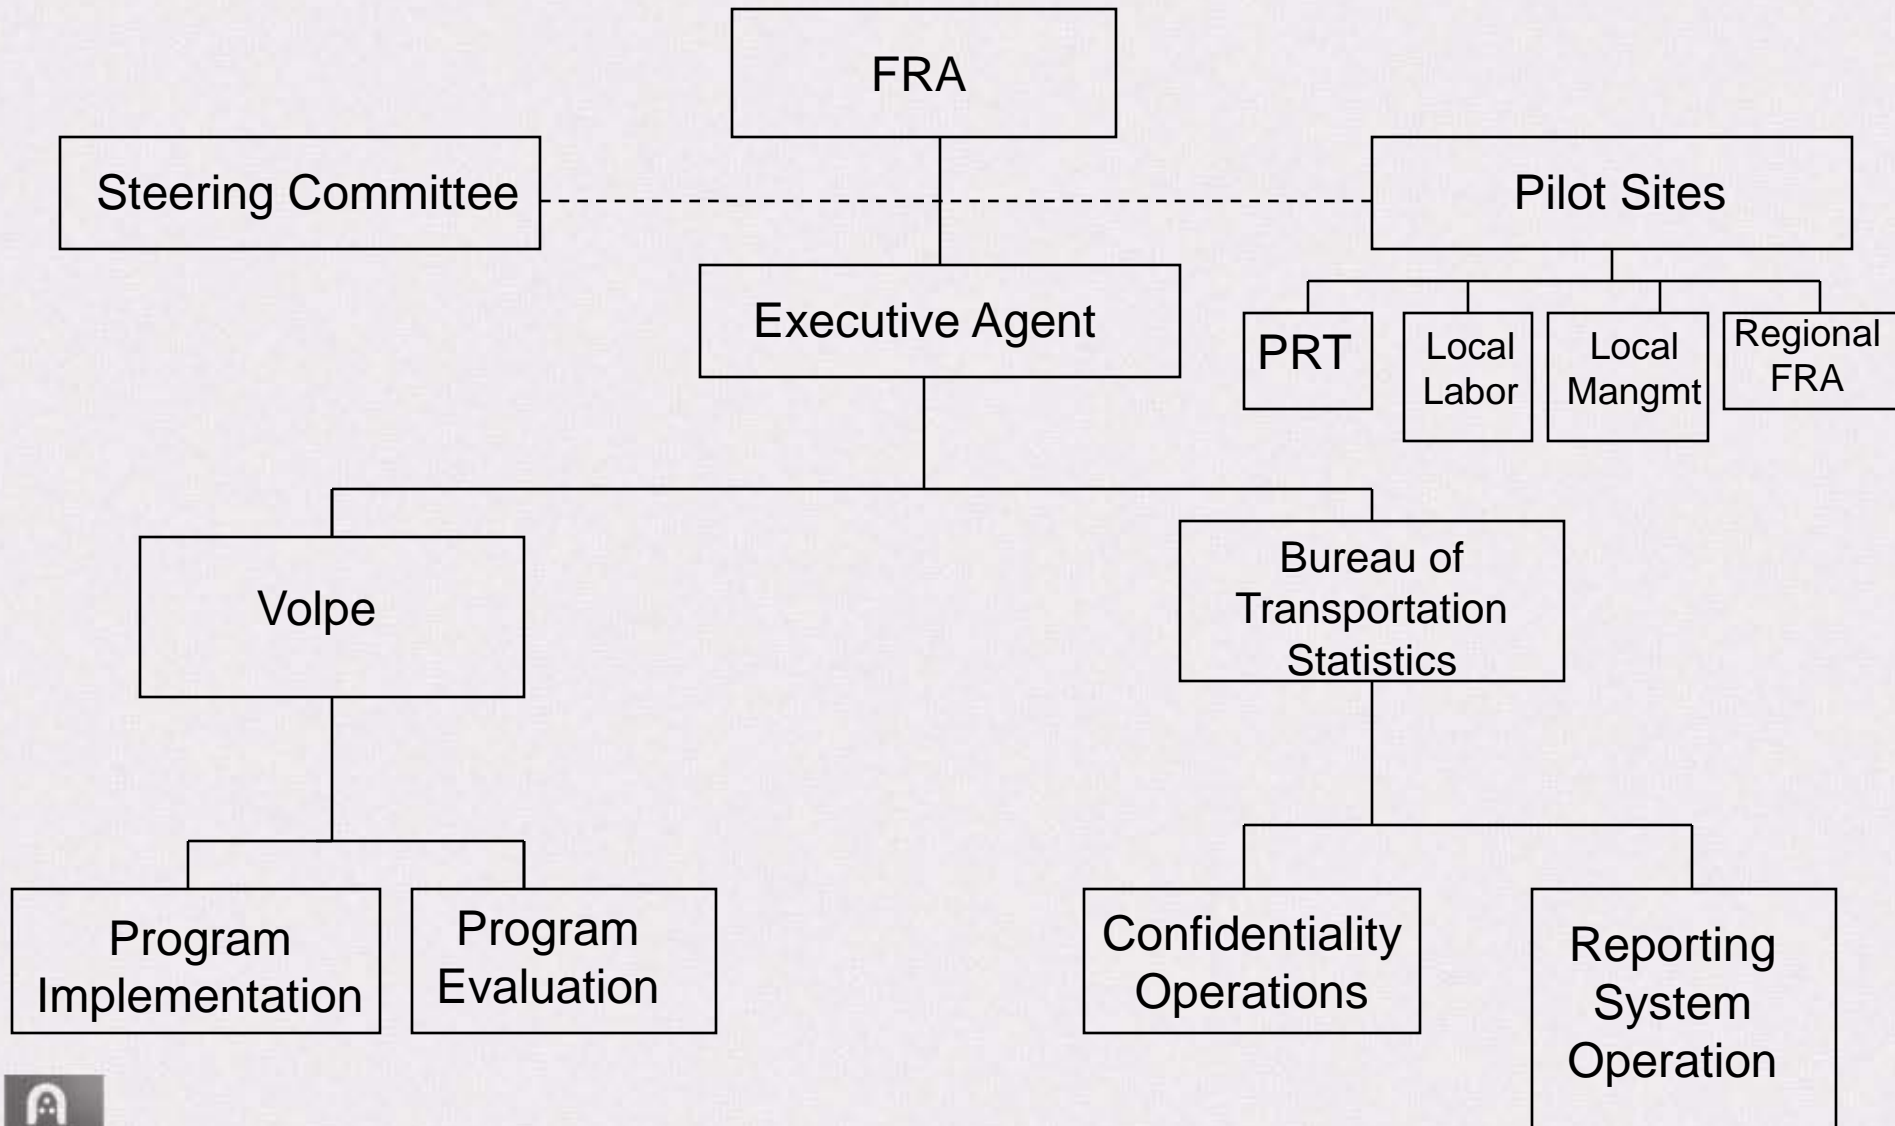 FRA
Steering Committee
Pilot Sites
Executive Agent
PRT
Local
Labor
Local
Mangmt
Regional
FRA
Volpe
Bureau of
Transportation
Statistics
Program
Implementation
Program
Evaluation
Confidentiality
Operations
Reporting
System
Operation